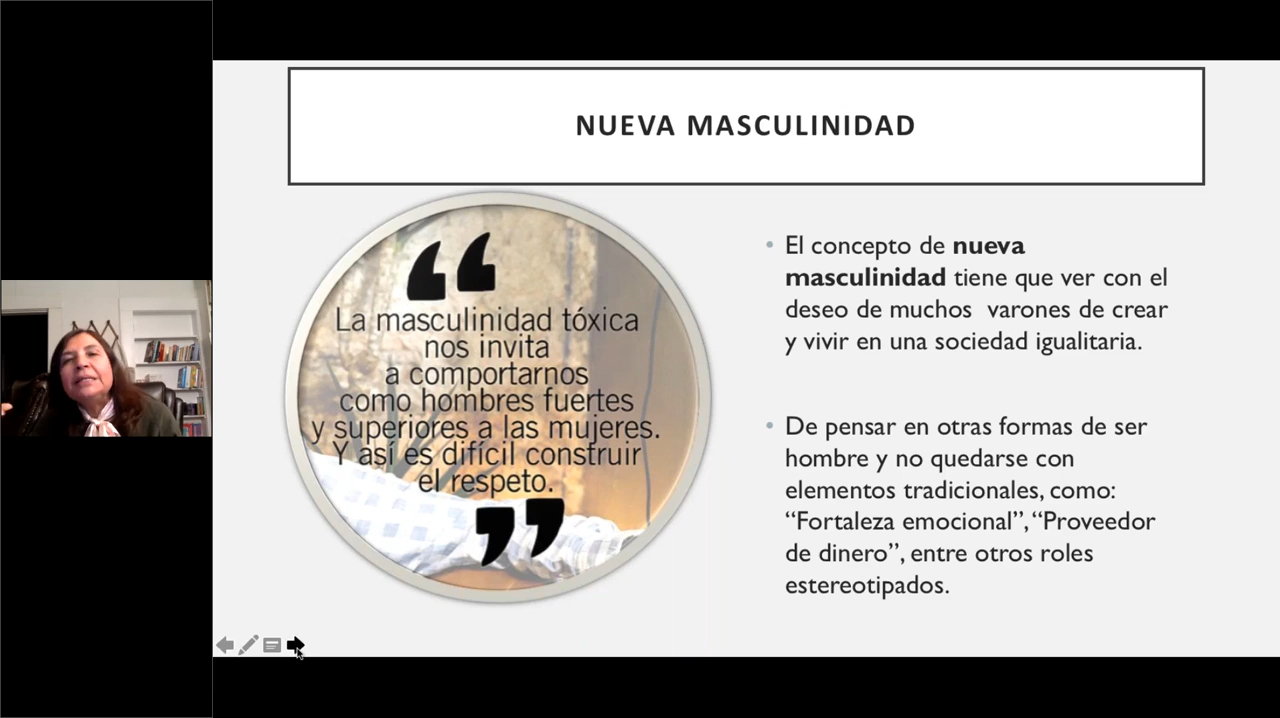 NUEVA MASCULINIDAD
“
La masculinidad tóxica
nos invita
a comportarnos
como hombres fuertes
y superiores a las mujeres.
Y así es difícil construir
el respeto.
”
• El concepto de nueva
masculinidad tiene que ver con el
deseo de muchos varones de crear
y vivir en una sociedad igualitaria.
• De pensar en otras formas de ser
hombre y no quedarse con
elementos tradicionales, como:
“Fortaleza emocional”, “Proveedor
de dinero”, entre otros roles
estereotipados.